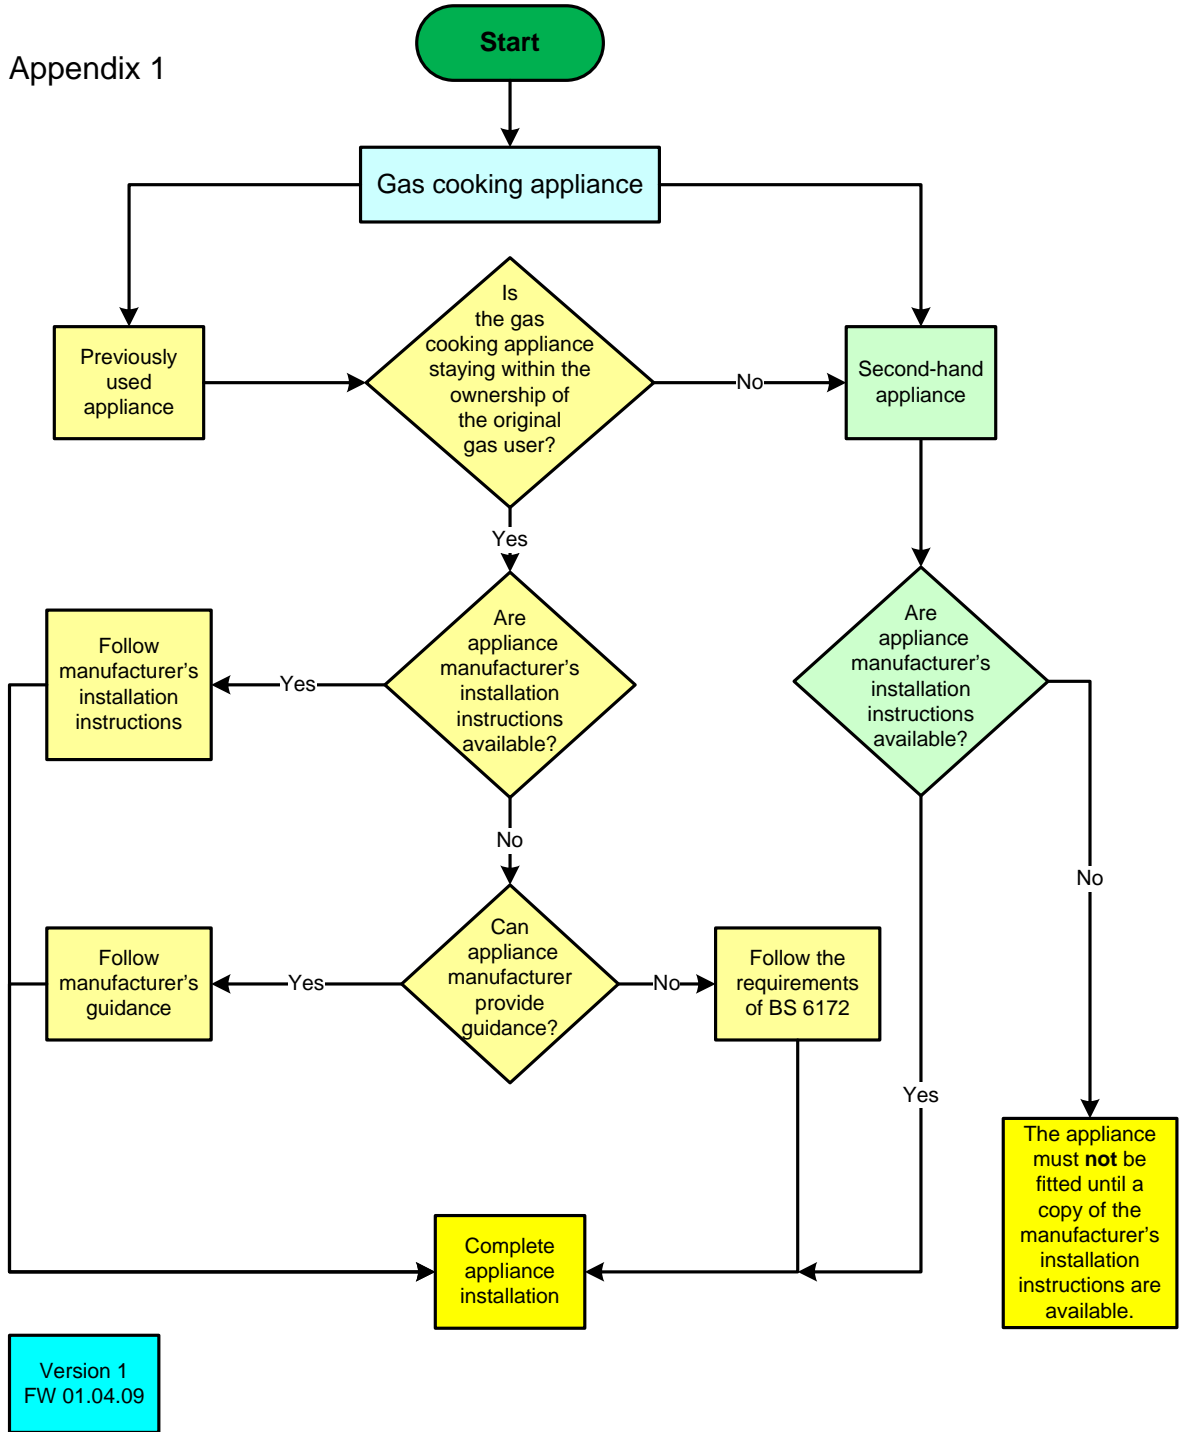 Start
Appendix 1
Gas cooking appliance
Is
the gas
cooking appliance
staying within the
ownership of
the original
gas user?
Previously
used
appliance
No
Second-hand
appliance
Yes
Are
appliance
manufacturer's
installation
instructions
available?
Yes
Follow
manufacturer's
installation
instructions
Are
appliance
manufacturer's
installation
instructions
available?
No
No
Can
appliance
manufacturer
provide
guidance?
Yes
Follow
manufacturer's
guidance
No
Follow the
requirements
of BS 6172
Yes
The appliance
must not be
fitted until a
copy of the
manufacturer's
installation
instructions are
available.
Complete
appliance
installation
Version 1
FW 01.04.09